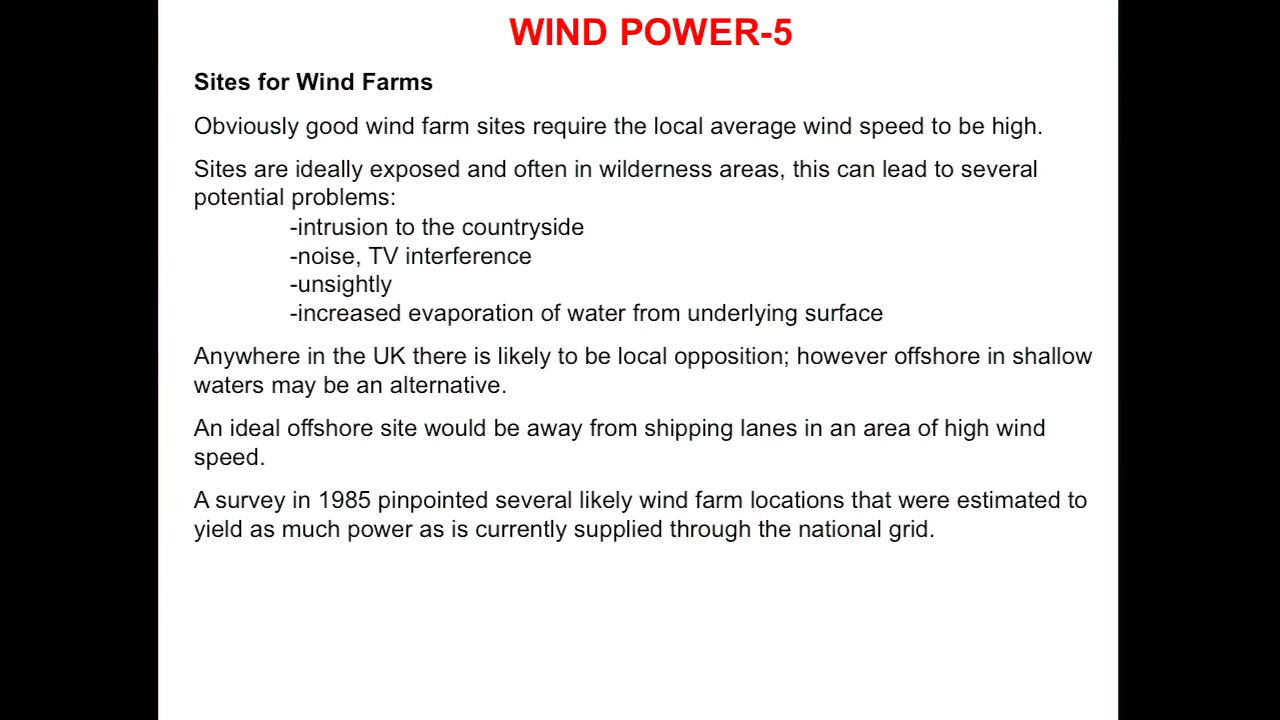 WIND POWER-5
Sites for Wind Farms
Obviously good wind farm sites require the local average wind speed to be high.
Sites are ideally exposed and often in wilderness areas, this can lead to several
potential problems:
-intrusion to the countryside
-noise, TV interference
-unsightly
-increased evaporation of water from underlying surface
Anywhere in the UK there is likely to be local opposition; however offshore in shallow
waters may be an alternative.
An ideal offshore site would be away from shipping lanes in an area of high wind
speed.
A survey in 1985 pinpointed several likely wind farm locations that were estimated to
yield as much power as is currently supplied through the national grid.